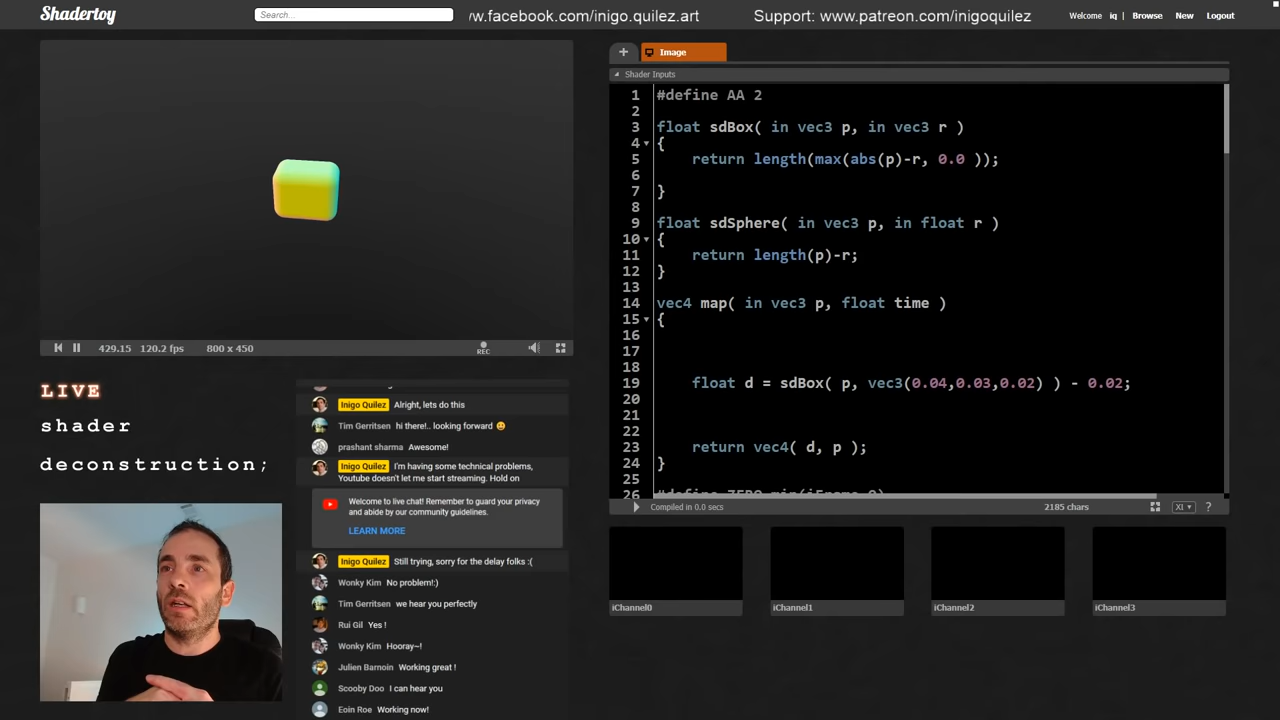 Shadertoy
Search...
ww.facebook.com/inigo.quilez.art Support: www.patreon.com/inigoquilez
Welcome iq | Browse New Logout
+ Image
Shader Inputs
1 #define AA 2
2
3 float sdBox( in vec3 p, in vec3 r )
4 {
5 return length(max(abs(p)-r, 0.0 ));
6
7 }
8
9 float sdSphere( in vec3 p, in float r )
10 {
11 return length(p)-r;
12 }
13
14 vec4 map( in vec3 p, float time )
15 {
16
17
18
19 float d = sdBox( p, vec3(0.04,0.03,0.02) ) - 0.02;
20
21
22
23 return vec4( d, p );
24 }
25
26 #define ZERO min(iFrame,0)
429.15 120.2 fps 800 x 450 REC
Compiled in 0.0 secs 2185 chars XI ?
iChannel0 iChannel1 iChannel2 iChannel3
LIVE
shader
deconstruction;
Inigo Quilez Alright, lets do this
Tim Gerritsen hi there!.. looking forward 😀
prashant sharma Awesome!
Inigo Quilez I'm having some technical problems,
Youtube doesn't let me start streaming. Hold on
Welcome to live chat! Remember to guard your privacy
and abide by our community guidelines.
LEARN MORE
Inigo Quilez Still trying, sorry for the delay folks :(
Wonky Kim No problem!:)
Tim Gerritsen we hear you perfectly
Rui Gil Yes !
Wonky Kim Hooray~!
Julien Barnoin Working great !
Scooby Doo I can hear you
Eoin Roe Working now!